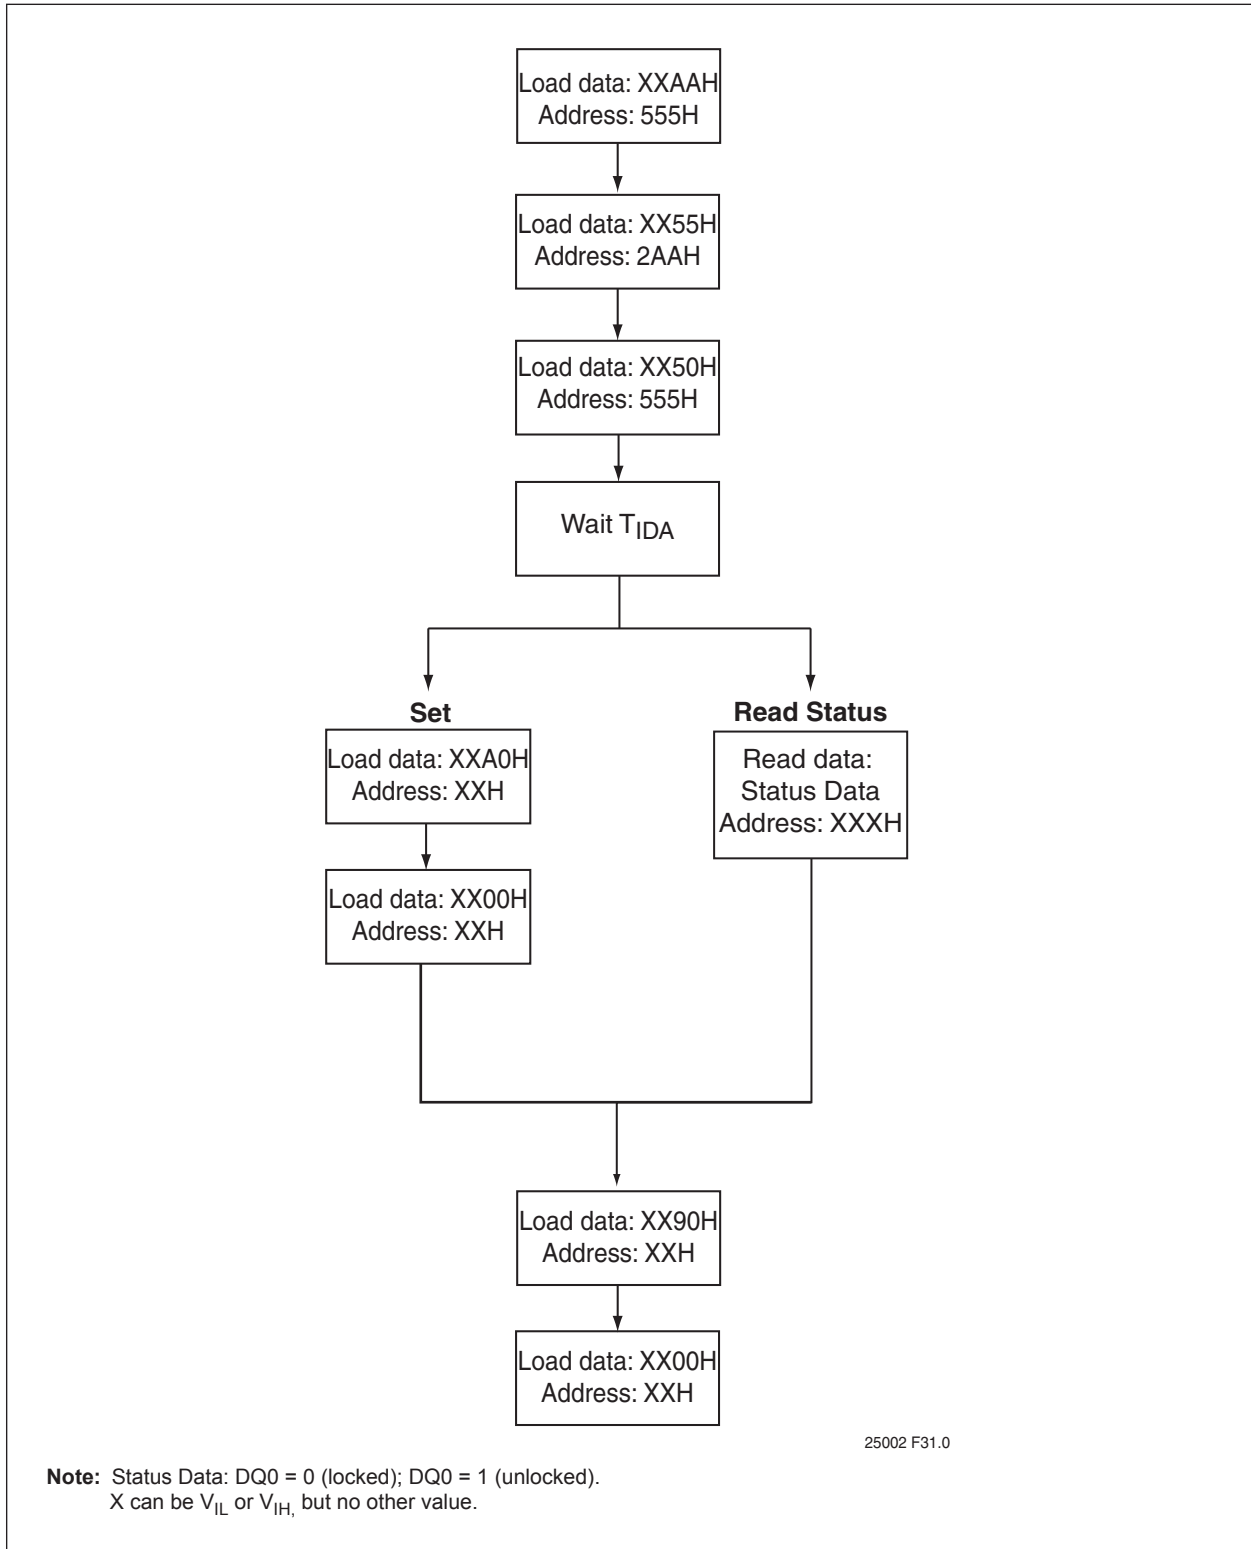 Load data: XXAAH
Address: 555H
Load data: XX55H
Address: 2AAH
Load data: XX50H
Address: 555H
Wait TIDA
Set
Load data: XXA0H
Address: XXH
Load data: XX00H
Address: XXH
Read Status
Read data:
Status Data
Address: XXXH
Load data: XX90H
Address: XXH
Load data: XX00H
Address: XXH
25002 F31.0
Note: Status Data: DQ0 = 0 (locked); DQ0 = 1 (unlocked).
X can be VIL or VIH, but no other value.